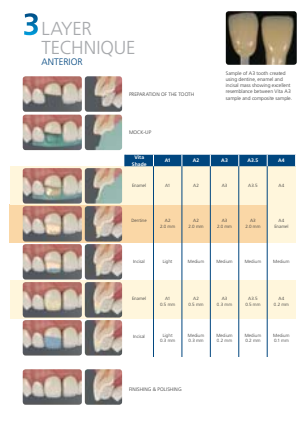 3 LAYER
TECHNIQUE
ANTERIOR
Sample of A3 tooth created
using dentine, enamel and
incisal mass showing excellent
resemblance between Vita A3
sample and composite sample.
PREPARATION OF THE TOOTH
MOCK-UP
Vita Shade A1 A2 A3 A3.5 A4
Enamel A1 A2 A3 A3.5 A4
Dentine A2 2.0 mm A3 2.0 mm A3 2.0 mm A3 2.0 mm A4 Enamel
Incisal Light Medium Medium Medium Medium
Enamel A1 0.5 mm A2 0.5 mm A3 0.3 mm A3.5 0.5 mm A4 0.2 mm
Incisal Light 0.3 mm Medium 0.3 mm Medium 0.2 mm Medium 0.2 mm Medium 0.1 mm
FINISHING & POLISHING